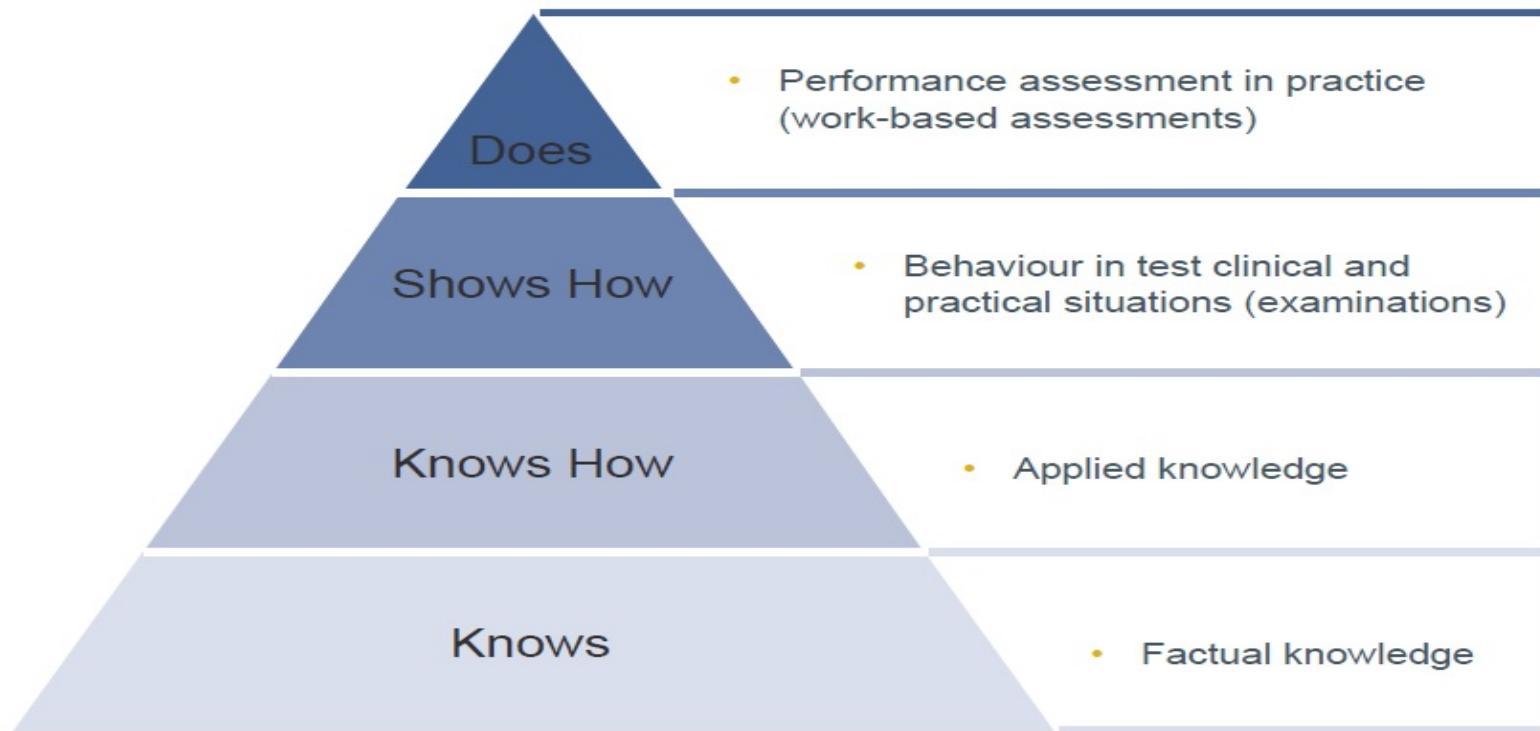 Does
• Performance assessment in practice
(work-based assessments)
Shows How
• Behaviour in test clinical and
practical situations (examinations)
Knows How
• Applied knowledge
Knows
• Factual knowledge